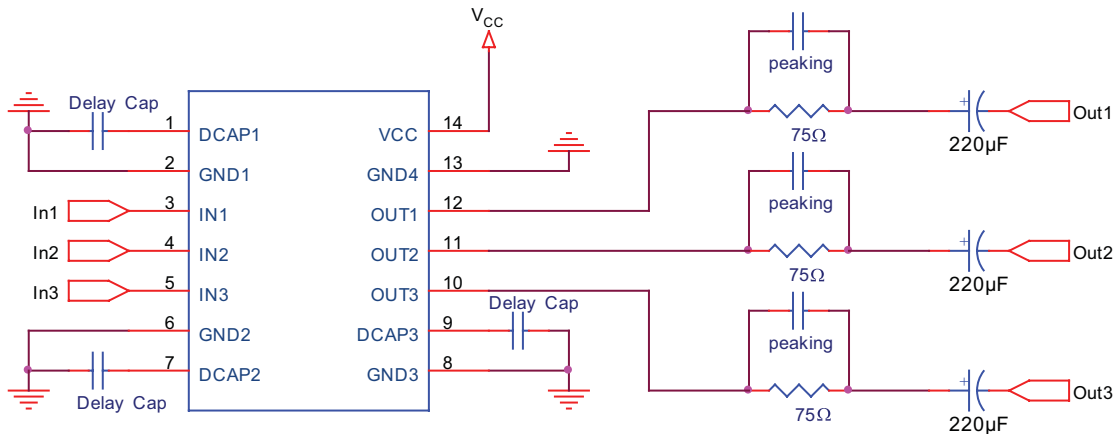 VCC
peaking
Delay Cap
1 DCAP1 VCC 14
75Ω
+
220µF
Out1
2 GND1 GND4 13
In1 3 IN1 OUT1 12
peaking
In2 4 IN2 OUT2 11
75Ω
+
220µF
Out2
In3 5 IN3 OUT3 10
Delay Cap
6 GND2 DCAP3 9
peaking
7 DCAP2 GND3 8
Delay Cap
75Ω
+
220µF
Out3